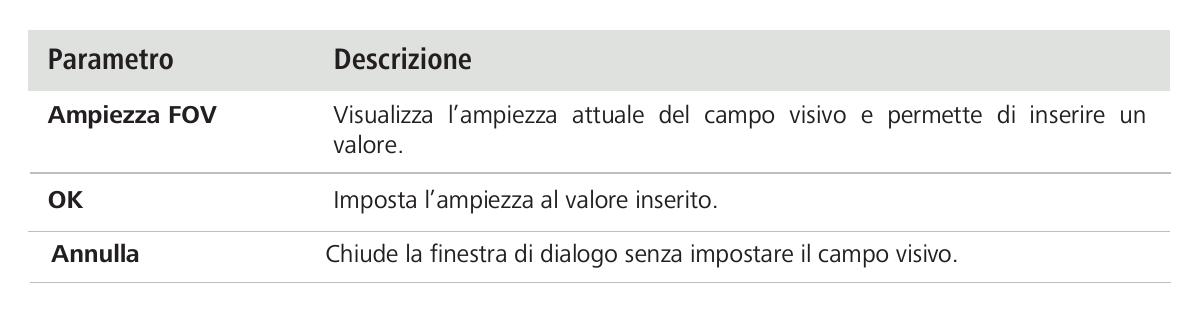 Parametro Descrizione
Ampiezza FOV Visualizza l’ampiezza attuale del campo visivo e permette di inserire un
valore.
OK Imposta l’ampiezza al valore inserito.
Annulla Chiude la finestra di dialogo senza impostare il campo visivo.